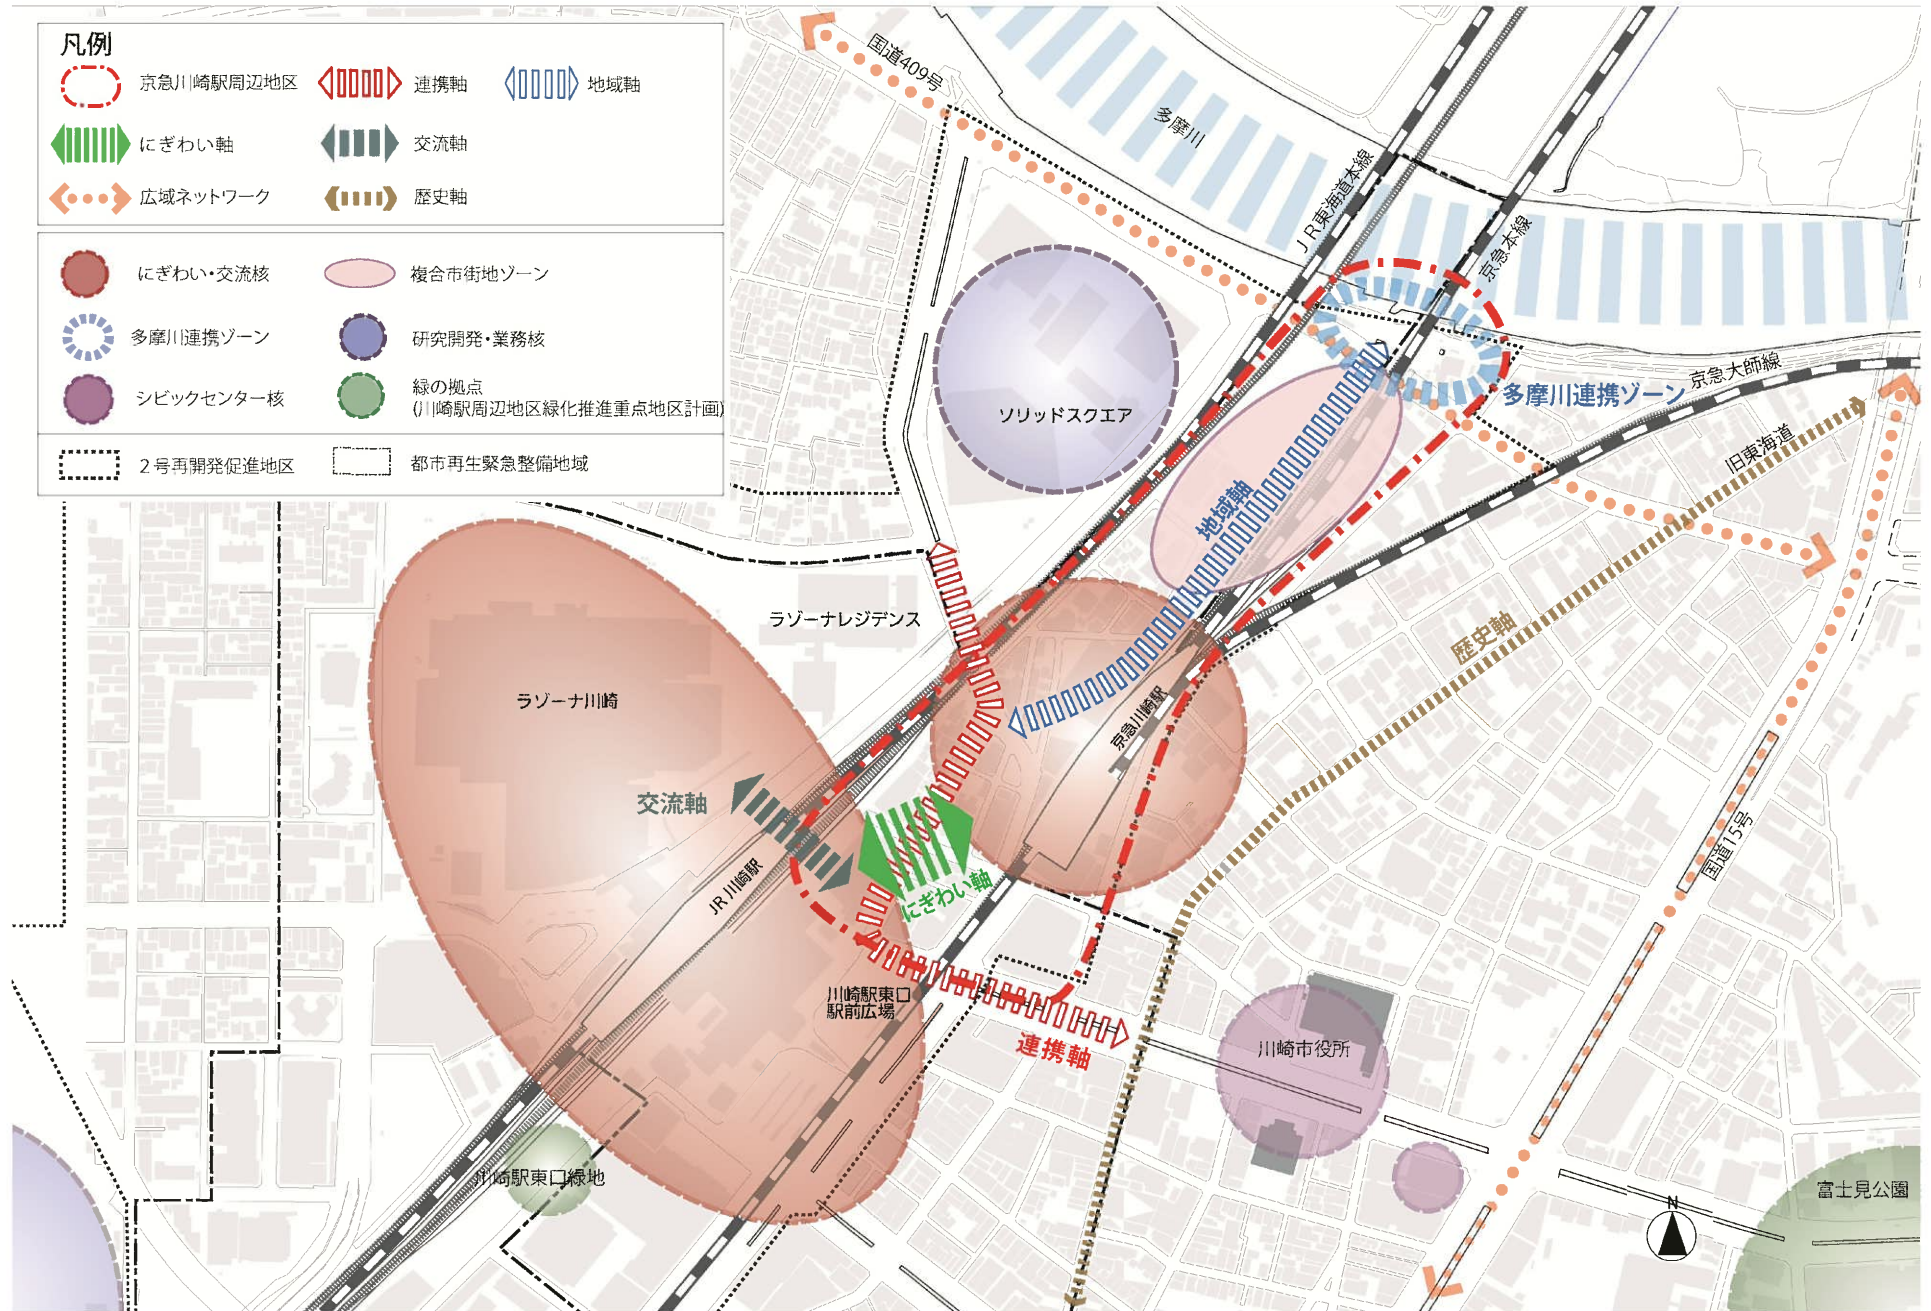 凡例
京急川崎駅周辺地区
連携軸
地域軸
にぎわい軸
交流軸
広域ネットワーク
歴史軸
にぎわい・交流核
複合市街地ゾーン
多摩川連携ゾーン
研究開発・業務核
シビックセンター核
緑の拠点
(川崎駅周辺地区緑化推進重点地区計画)
2号再開発促進地区
都市再生緊急整備地域
国道409号
多摩川
JR東海道本線
京急本線
京急大師線
多摩川連携ゾーン
ソリッドスクエア
旧東海道
地域軸
ラゾーナレジデンス
歴史軸
ラゾーナ川崎
京急川崎駅
交流軸
国道15号
JR川崎駅
にぎわい軸
川崎駅東口
駅前広場
連携軸
川崎市役所
川崎駅東口緑地
富士見公園
N